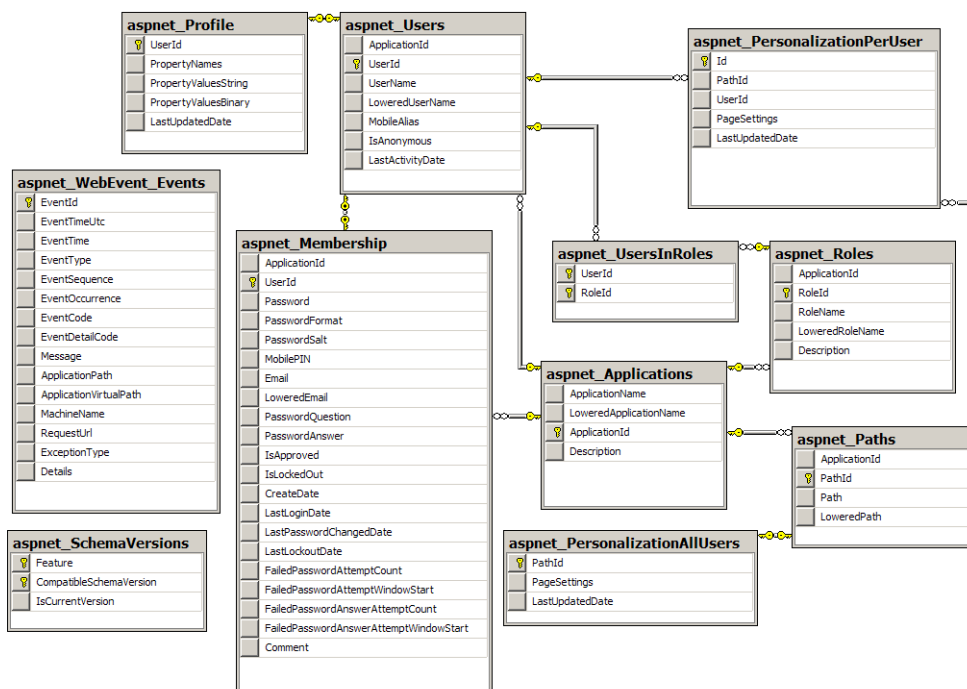 aspnet_Profile
UserId
PropertyNames
PropertyValuesString
PropertyValuesBinary
LastUpdatedDate
aspnet_Users
ApplicationId
UserId
UserName
LoweredUserName
MobileAlias
IsAnonymous
LastActivityDate
aspnet_PersonalizationPerUser
Id
PathId
UserId
PageSettings
LastUpdatedDate
aspnet_WebEvent_Events
EventId
EventTimeUtc
EventTime
EventType
EventSequence
EventOccurrence
EventCode
EventDetailCode
Message
ApplicationPath
ApplicationVirtualPath
MachineName
RequestUrl
ExceptionType
Details
aspnet_Membership
ApplicationId
UserId
Password
PasswordFormat
PasswordSalt
MobilePIN
Email
LoweredEmail
PasswordQuestion
PasswordAnswer
IsApproved
IsLockedOut
CreateDate
LastLoginDate
LastPasswordChangedDate
LastLockoutDate
FailedPasswordAttemptCount
FailedPasswordAttemptWindowStart
FailedPasswordAnswerAttemptCount
FailedPasswordAnswerAttemptWindowStart
Comment
aspnet_UsersInRoles
UserId
RoleId
aspnet_Roles
ApplicationId
RoleId
RoleName
LoweredRoleName
Description
aspnet_Applications
ApplicationName
LoweredApplicationName
ApplicationId
Description
aspnet_Paths
ApplicationId
PathId
Path
LoweredPath
aspnet_SchemaVersions
Feature
CompatibleSchemaVersion
IsCurrentVersion
aspnet_PersonalizationAllUsers
PathId
PageSettings
LastUpdatedDate